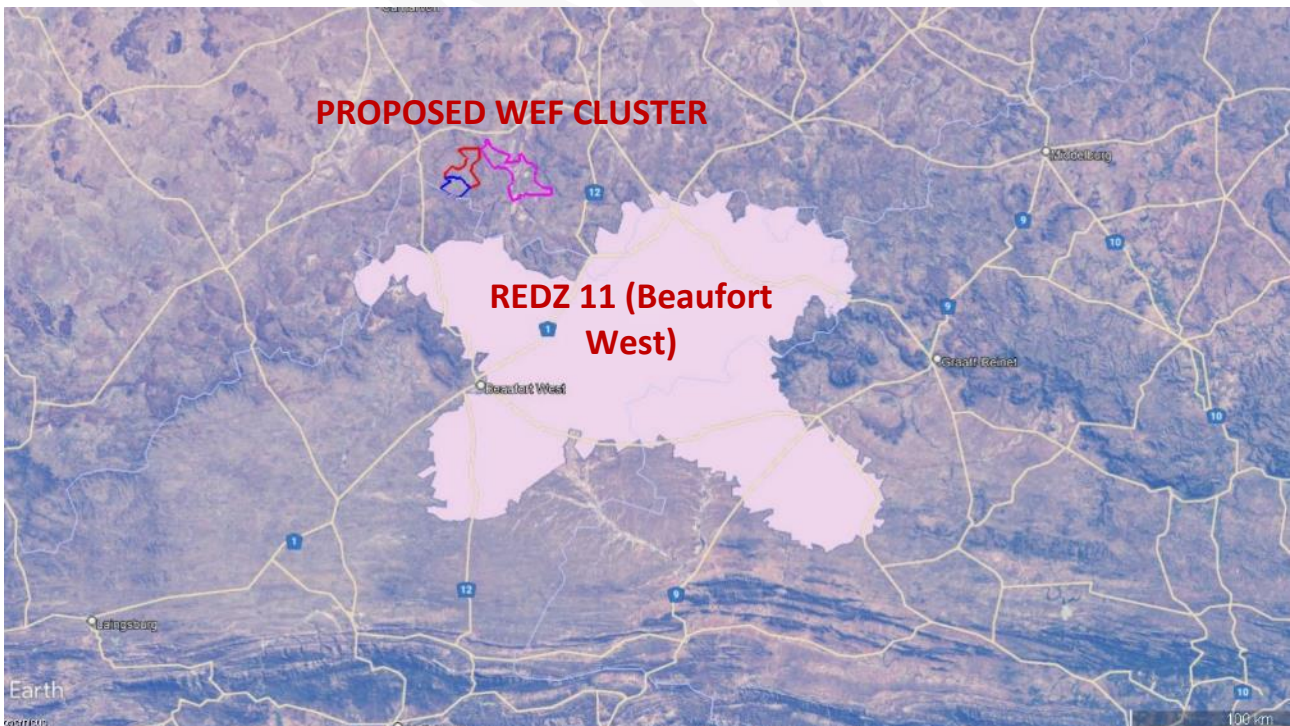 PROPOSED WEF CLUSTER
Middelburg
12
9
10
REDZ 11 (Beaufort
West)
1
9
Graaff Reinet
Beaufort West
10
1
12
9
Laingsburg
Earth
10
100 km